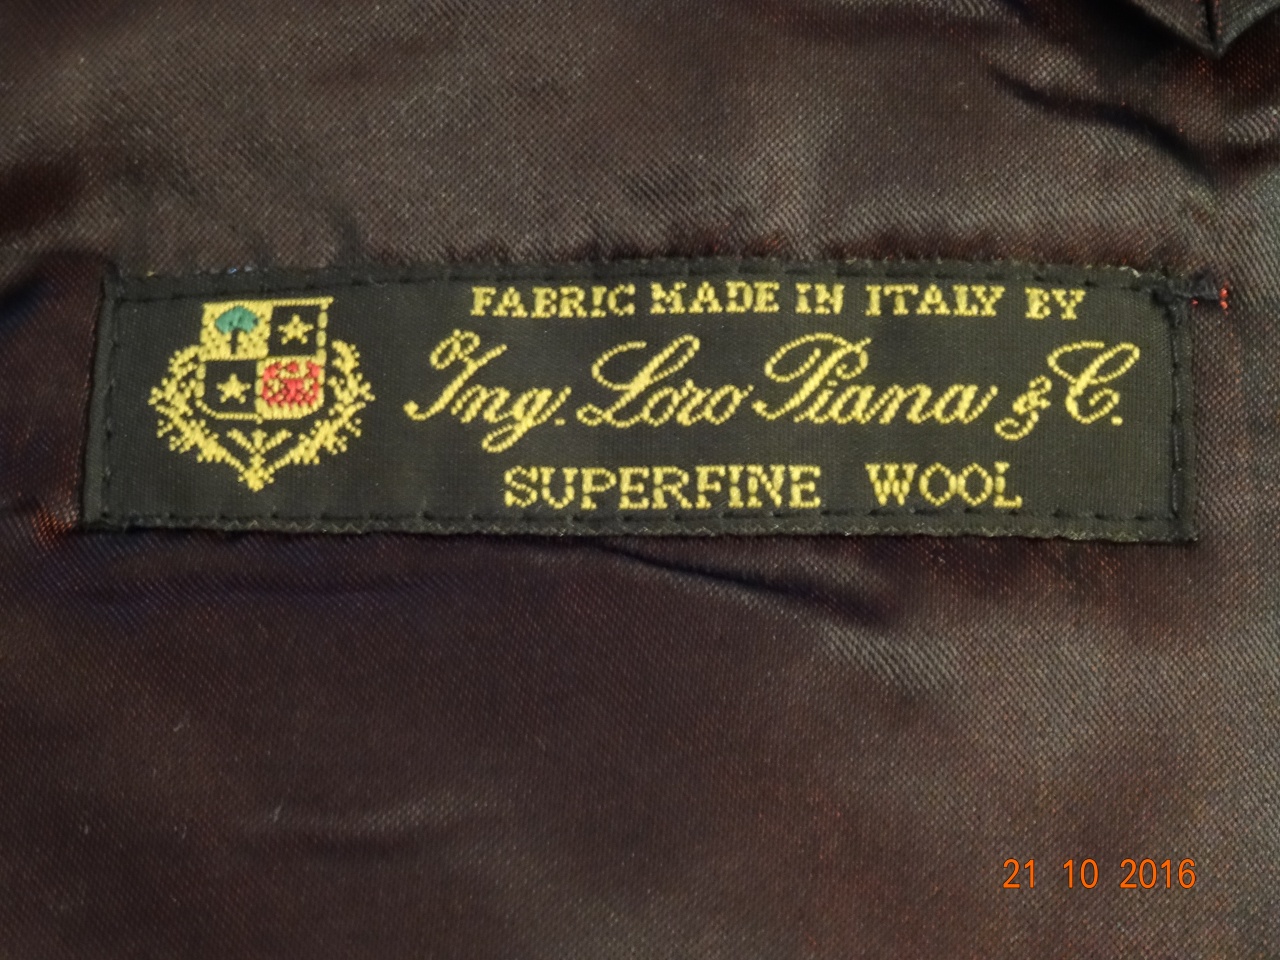 FABRIC MADE IN ITALY BY
Ing. Loro Piana & C.
SUPERFINE WOOL
21 10 2016